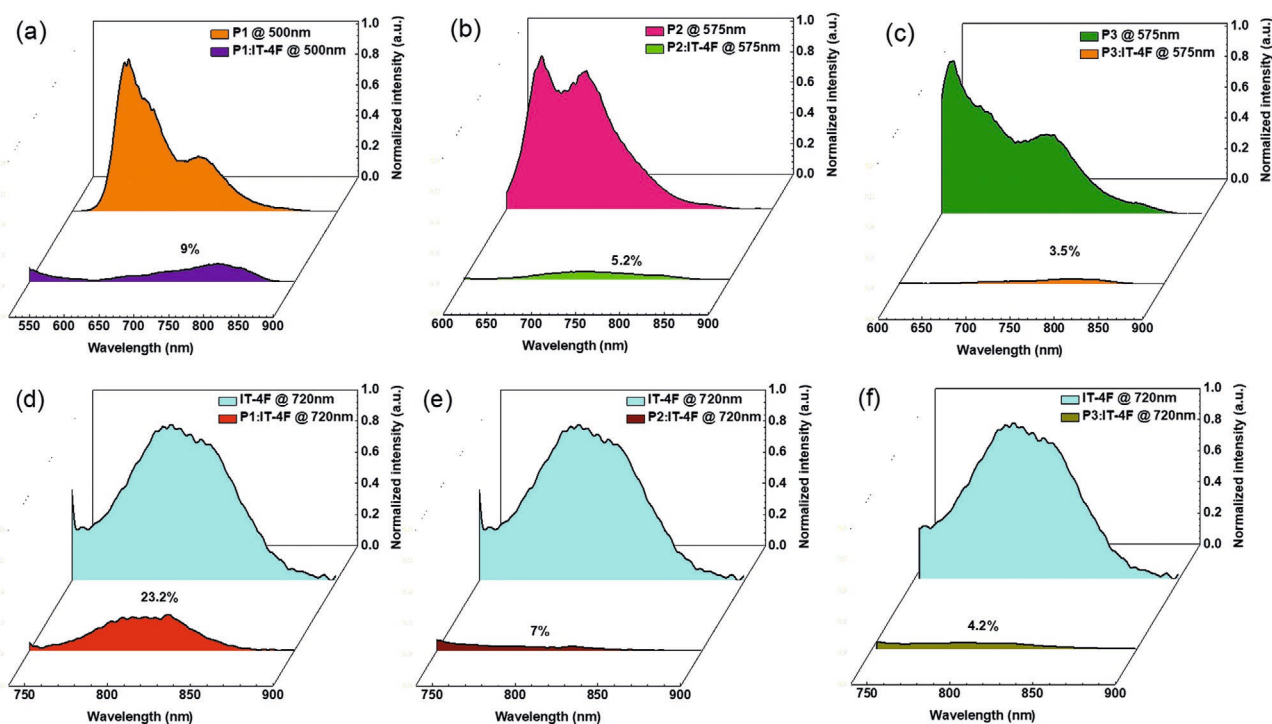 (a)
P1 @ 500nm
P1:IT-4F @ 500nm
1.0
0.8
0.6
0.4
0.2
0.0
Normalized intensity (a.u.)
9%
550 600 650 700 750 800 850 900
Wavelength (nm)
(b)
P2 @ 575nm
P2:IT-4F @ 575nm
1.0
0.8
0.6
0.4
0.2
0.0
Normalized intensity (a.u.)
5.2%
600 650 700 750 800 850 900
Wavelength (nm)
(c)
P3 @ 575nm
P3:IT-4F @ 575nm
1.0
0.8
0.6
0.4
0.2
0.0
Normalized intensity (a.u.)
3.5%
600 650 700 750 800 850 900
Wavelength (nm)
(d)
IT-4F @ 720nm
P1:IT-4F @ 720nm
1.0
0.8
0.6
0.4
0.2
0.0
Normalized intensity (a.u.)
23.2%
750 800 850 900
Wavelength (nm)
(e)
IT-4F @ 720nm
P2:IT-4F @ 720nm
1.0
0.8
0.6
0.4
0.2
0.0
Normalized intensity (a.u.)
7%
750 800 850 900
Wavelength (nm)
(f)
IT-4F @ 720nm
P3:IT-4F @ 720nm
1.0
0.8
0.6
0.4
0.2
0.0
Normalized intensity (a.u.)
4.2%
750 800 850 900
Wavelength (nm)